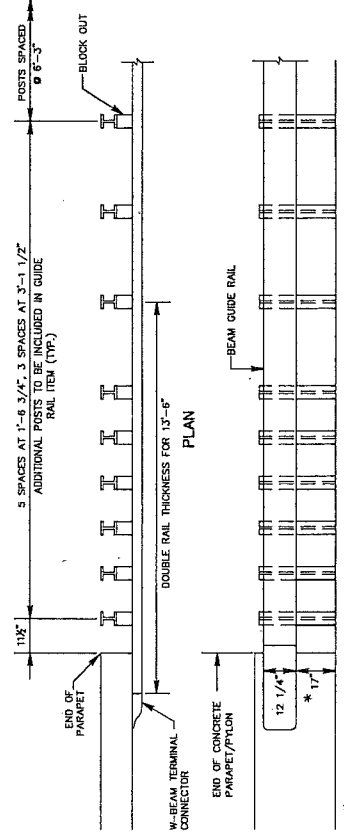 POSTS SPACED
@ 6'-3"
5 SPACES AT 1'-6 3/4", 3 SPACES AT 3'-1 1/2"
ADDITIONAL POSTS TO BE INCLUDED IN GUIDE
RAIL ITEM (TYP.)
11½"
BLOCK OUT
END OF
PARAPET
DOUBLE RAIL THICKNESS FOR 13'-6"
W-BEAM TERMINAL
CONNECTOR
PLAN
END OF CONCRETE
PARAPET/PYLON
BEAM GUIDE RAIL
12 1/4"
* 17"